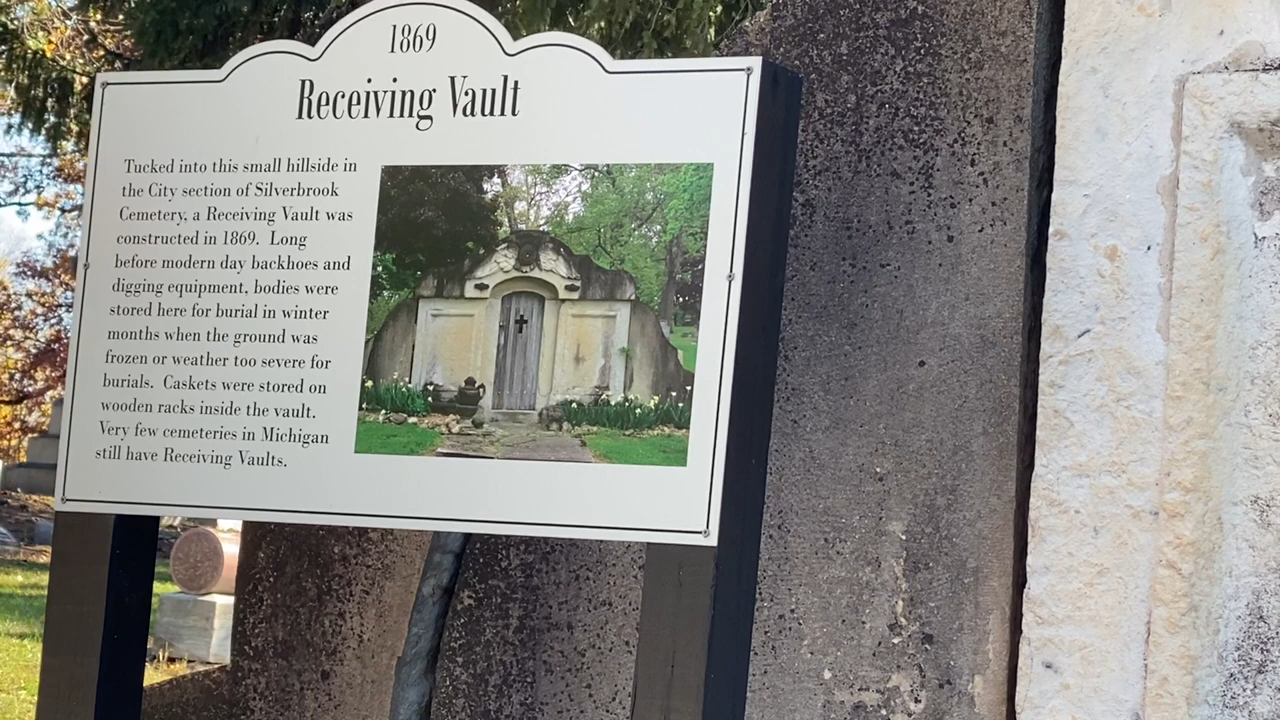 1869
Receiving Vault
Tucked into this small hillside in
the City section of Silverbrook
Cemetery, a Receiving Vault was
constructed in 1869. Long
before modern day backhoes and
digging equipment, bodies were
stored here for burial in winter
months when the ground was
frozen or weather too severe for
burials. Caskets were stored on
wooden racks inside the vault.
Very few cemeteries in Michigan
still have Receiving Vaults.